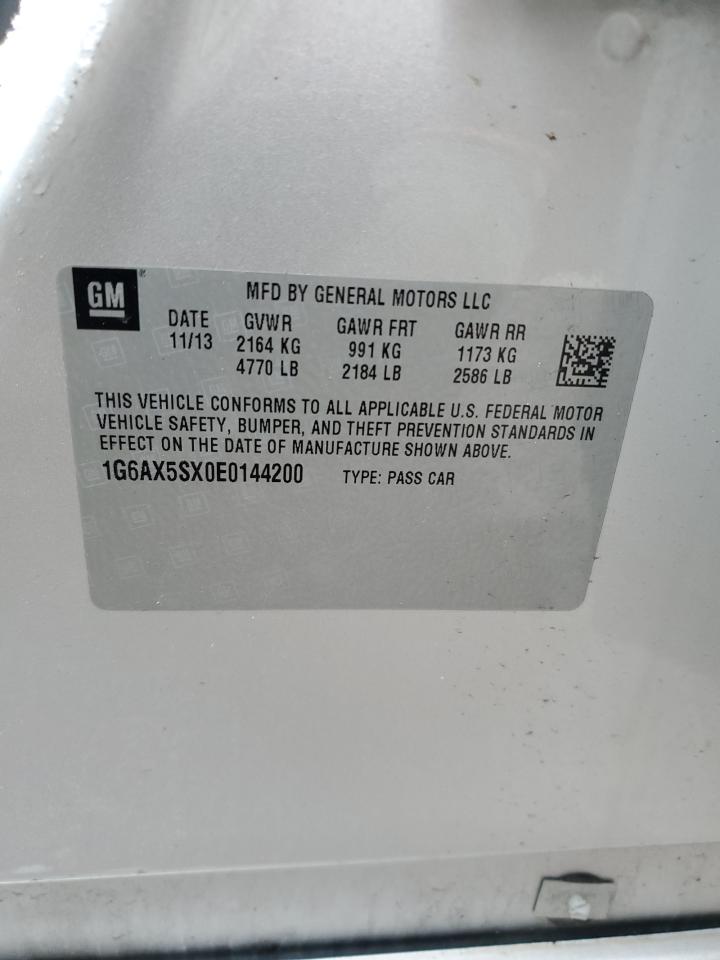 GM
MFD BY GENERAL MOTORS LLC
DATE GVWR GAWR FRT GAWR RR
11/13 2164 KG 991 KG 1173 KG
4770 LB 2184 LB 2586 LB
THIS VEHICLE CONFORMS TO ALL APPLICABLE U.S. FEDERAL MOTOR
VEHICLE SAFETY, BUMPER, AND THEFT PREVENTION STANDARDS IN
EFFECT ON THE DATE OF MANUFACTURE SHOWN ABOVE.
1G6AX5SX0E0144200 TYPE: PASS CAR